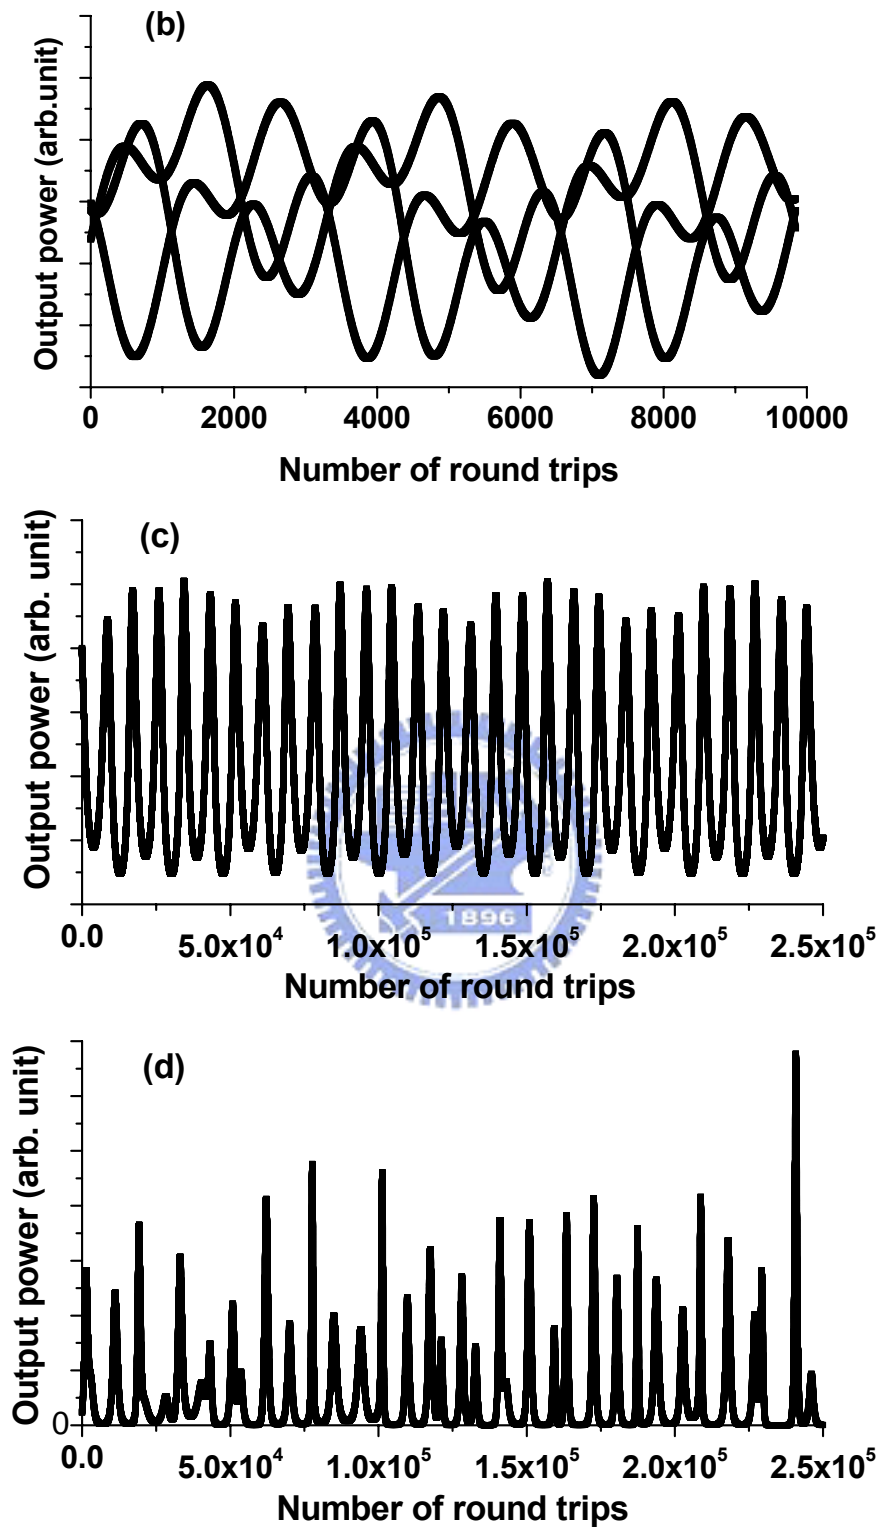 (b)
Output power (arb.unit)
0 2000 4000 6000 8000 10000
Number of round trips
(c)
Output power (arb. unit)
1896
0.0 5.0x10⁴ 1.0x10⁵ 1.5x10⁵ 2.0x10⁵ 2.5x10⁵
Number of round trips
(d)
Output power (arb. unit)
0
0.0 5.0x10⁴ 1.0x10⁵ 1.5x10⁵ 2.0x10⁵ 2.5x10⁵
Number of round trips